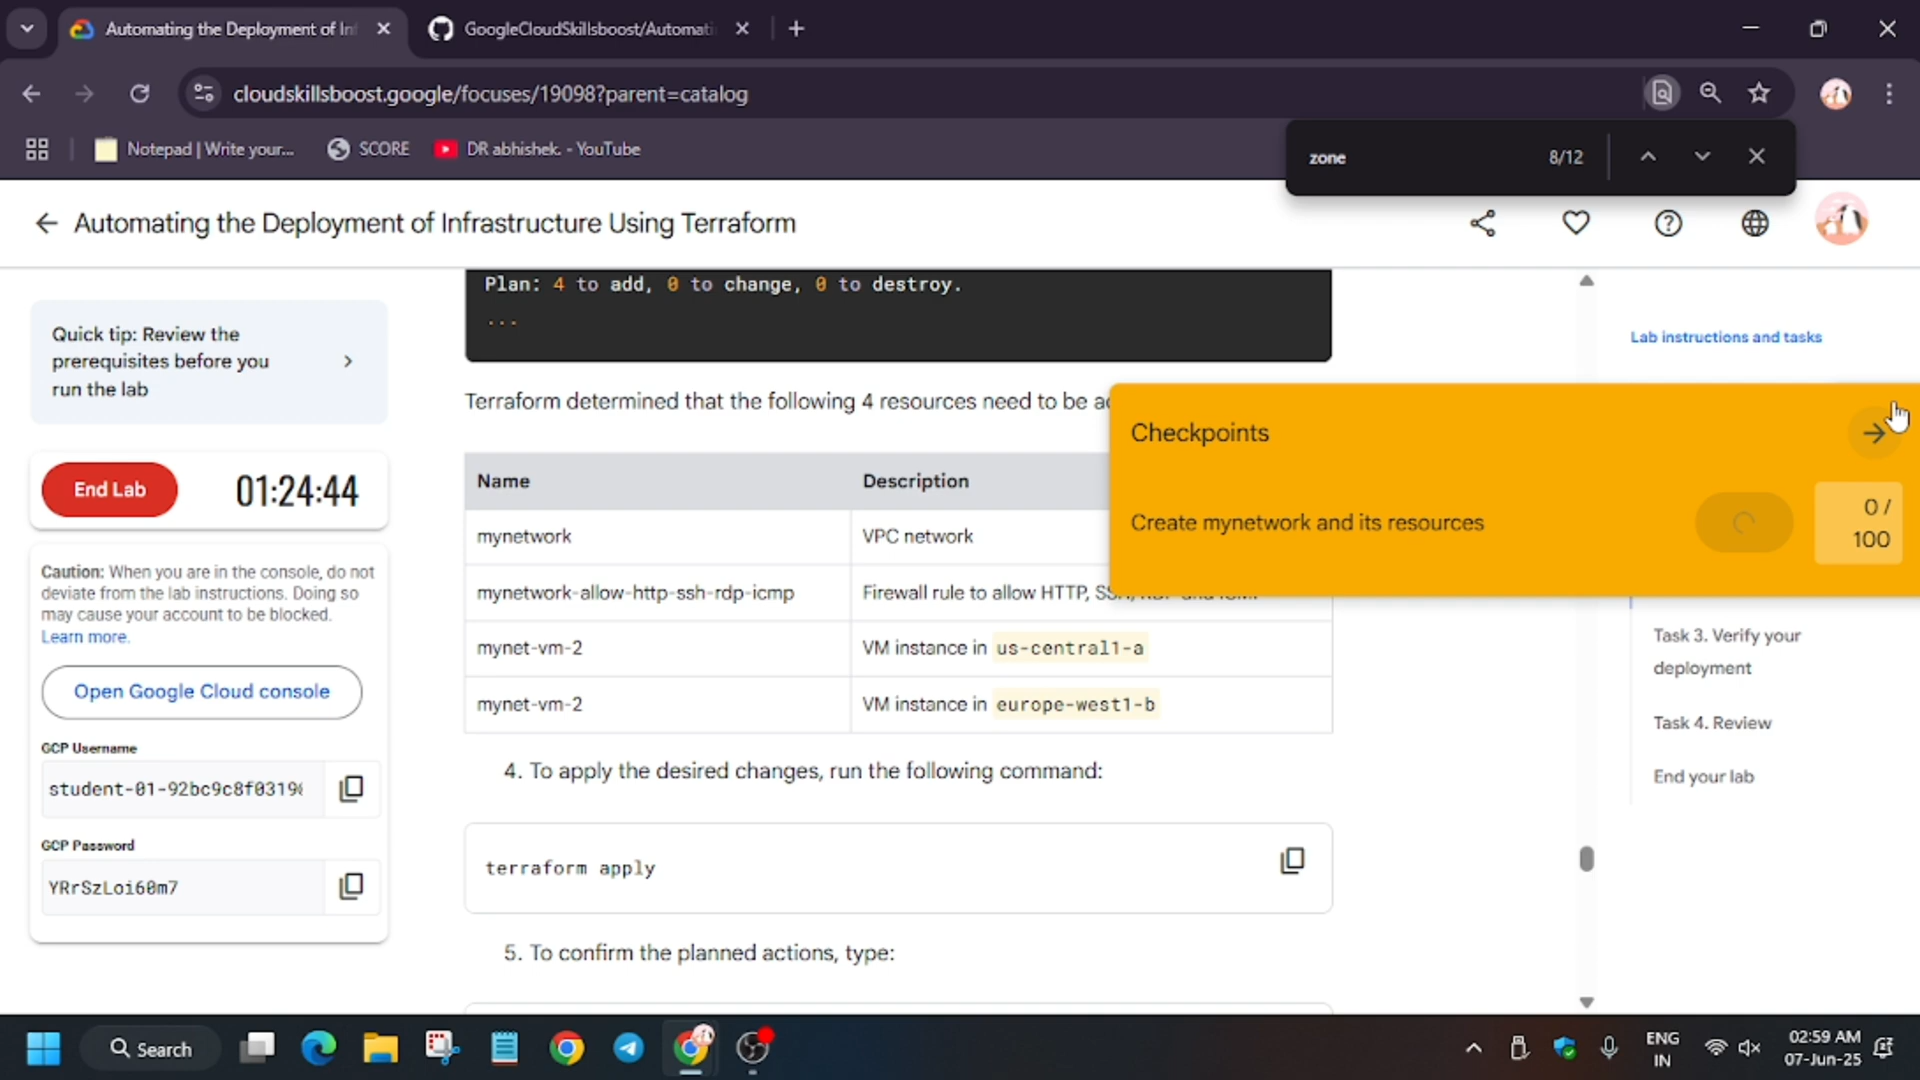 Automating the Deployment of In
GoogleCloudSkillsboost/Automati
cloudskillsboost.google/focuses/19098?parent=catalog
Notepad | Write your...
SCORE
DR abhishek. - YouTube
zone
8/12
Automating the Deployment of Infrastructure Using Terraform
Quick tip: Review the
prerequisites before you
run the lab
End Lab
01:24:44
Caution: When you are in the console, do not
deviate from the lab instructions. Doing so
may cause your account to be blocked.
Learn more.
Open Google Cloud console
GCP Username
student-01-92bc9c8f0319
GCP Password
YRrSzLoi60m7
Plan: 4 to add, 0 to change, 0 to destroy.
...
Terraform determined that the following 4 resources need to be a
Name Description
mynetwork VPC network
mynetwork-allow-http-ssh-rdp-icmp Firewall rule to allow HTTP,
mynet-vm-2 VM instance in us-central1-a
mynet-vm-2 VM instance in europe-west1-b
4. To apply the desired changes, run the following command:
terraform apply
5. To confirm the planned actions, type:
Lab instructions and tasks
Checkpoints
Create mynetwork and its resources
0 /
100
Task 3. Verify your
deployment
Task 4. Review
End your lab
Search
ENG
IN
02:59 AM
07-Jun-25